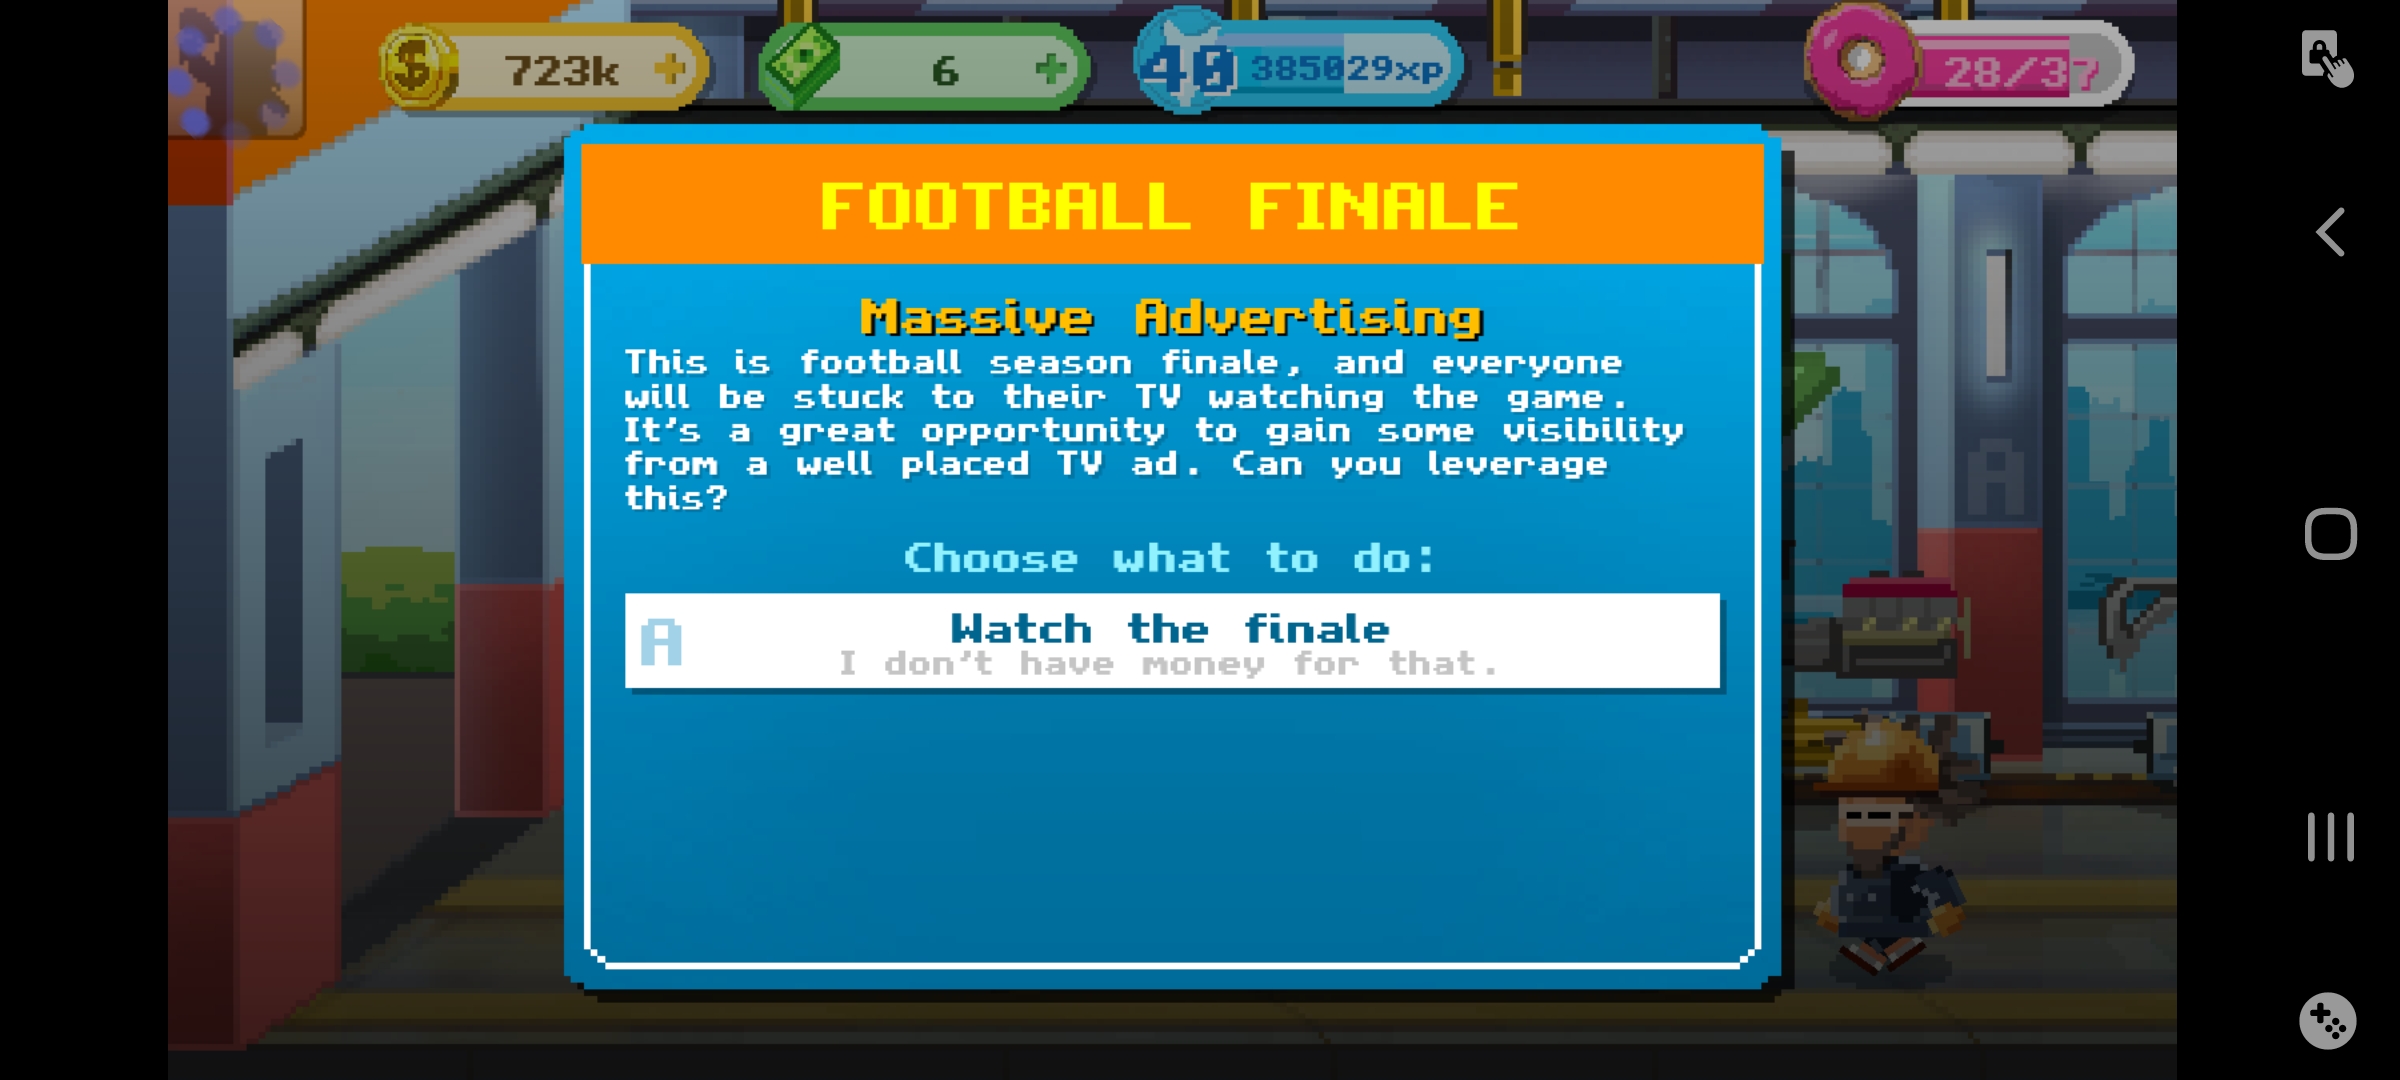 723k
6
40 385029xp
28/37
FOOTBALL FINALE
Massive Advertising
This is football season finale, and everyone
will be stuck to their TV watching the game.
It's a great opportunity to gain some visibility
from a well placed TV ad. Can you leverage
this?
Choose what to do:
A Watch the finale
I don't have money for that.
A